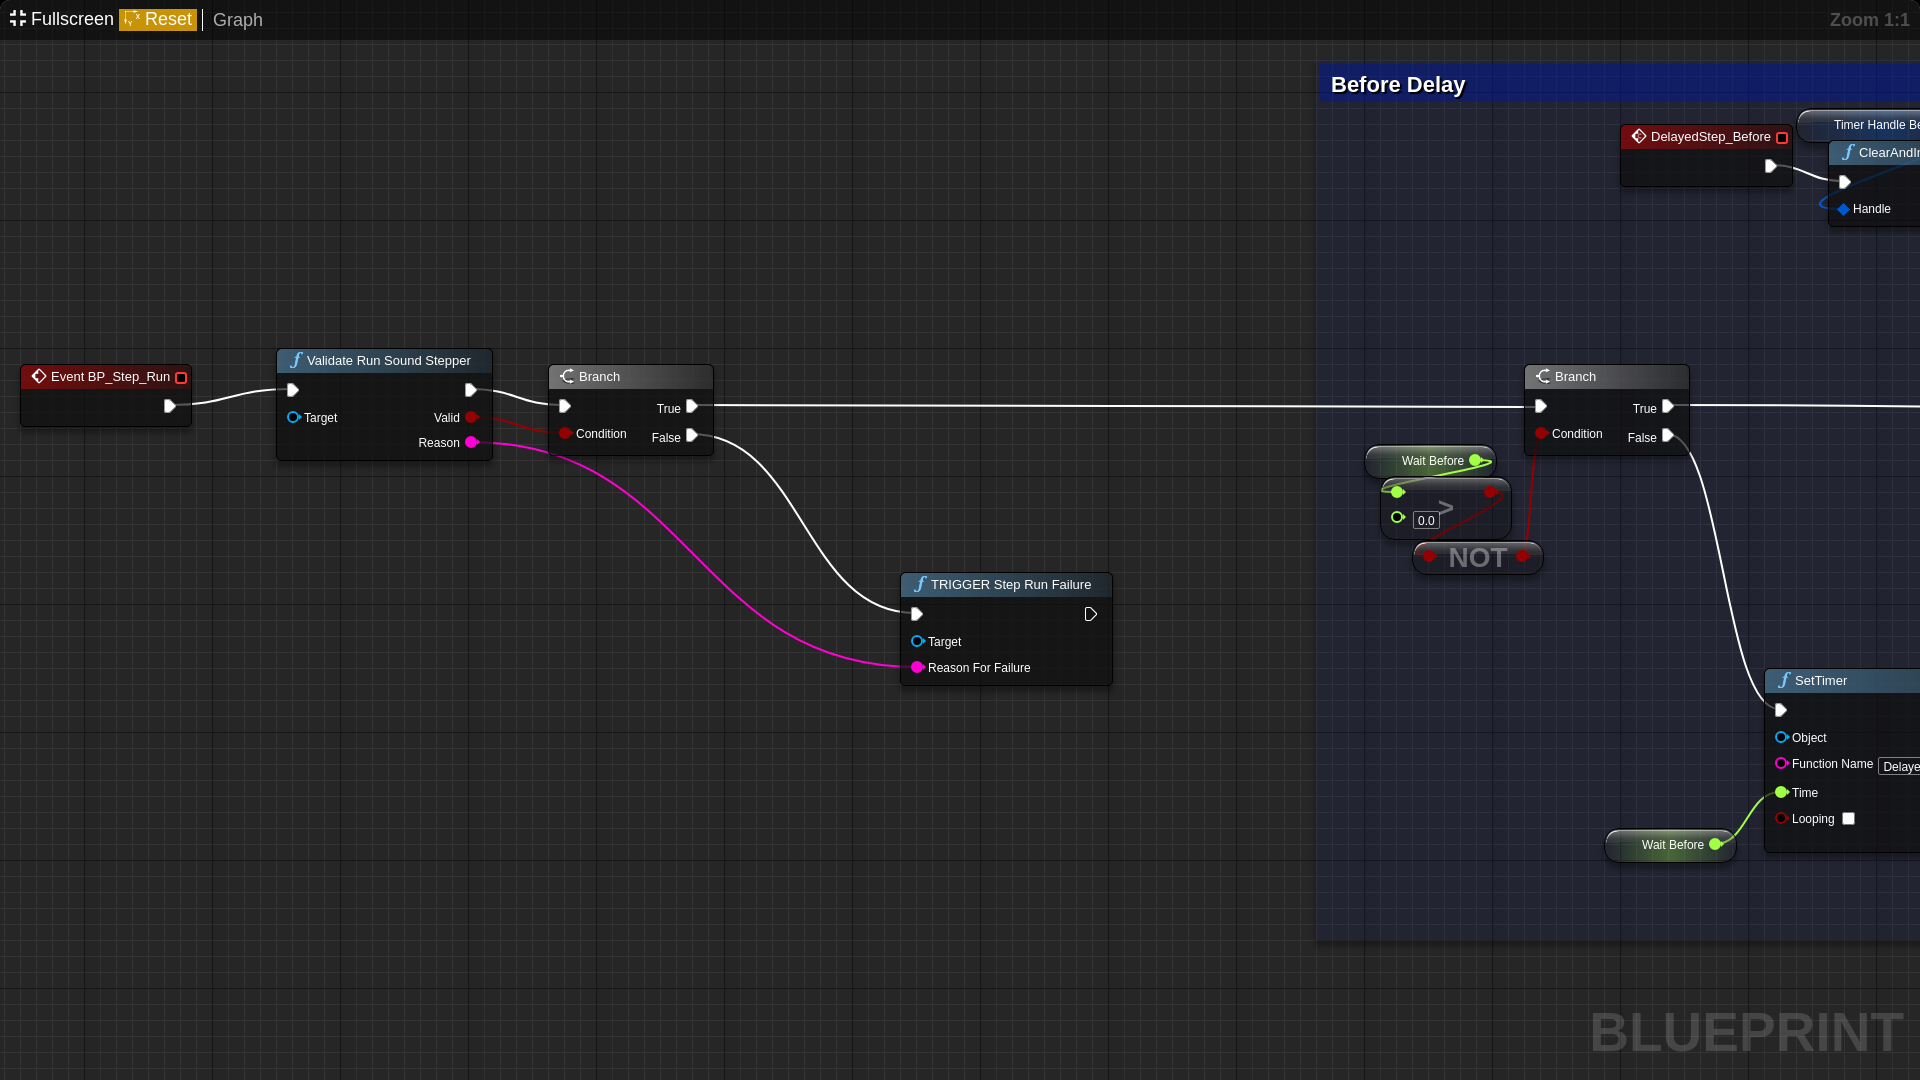 Fullscreen Reset Graph
Zoom 1:1
Before Delay
Timer Handle Be
DelayedStep_Before
ClearAndIn
Handle
Event BP_Step_Run
Validate Run Sound Stepper
Target
Valid
Reason
Branch
True
Condition
False
Branch
True
Condition
False
Wait Before
>
0.0
NOT
TRIGGER Step Run Failure
Target
Reason For Failure
SetTimer
Object
Function Name Delaye
Time
Looping
Wait Before
BLUEPRINT